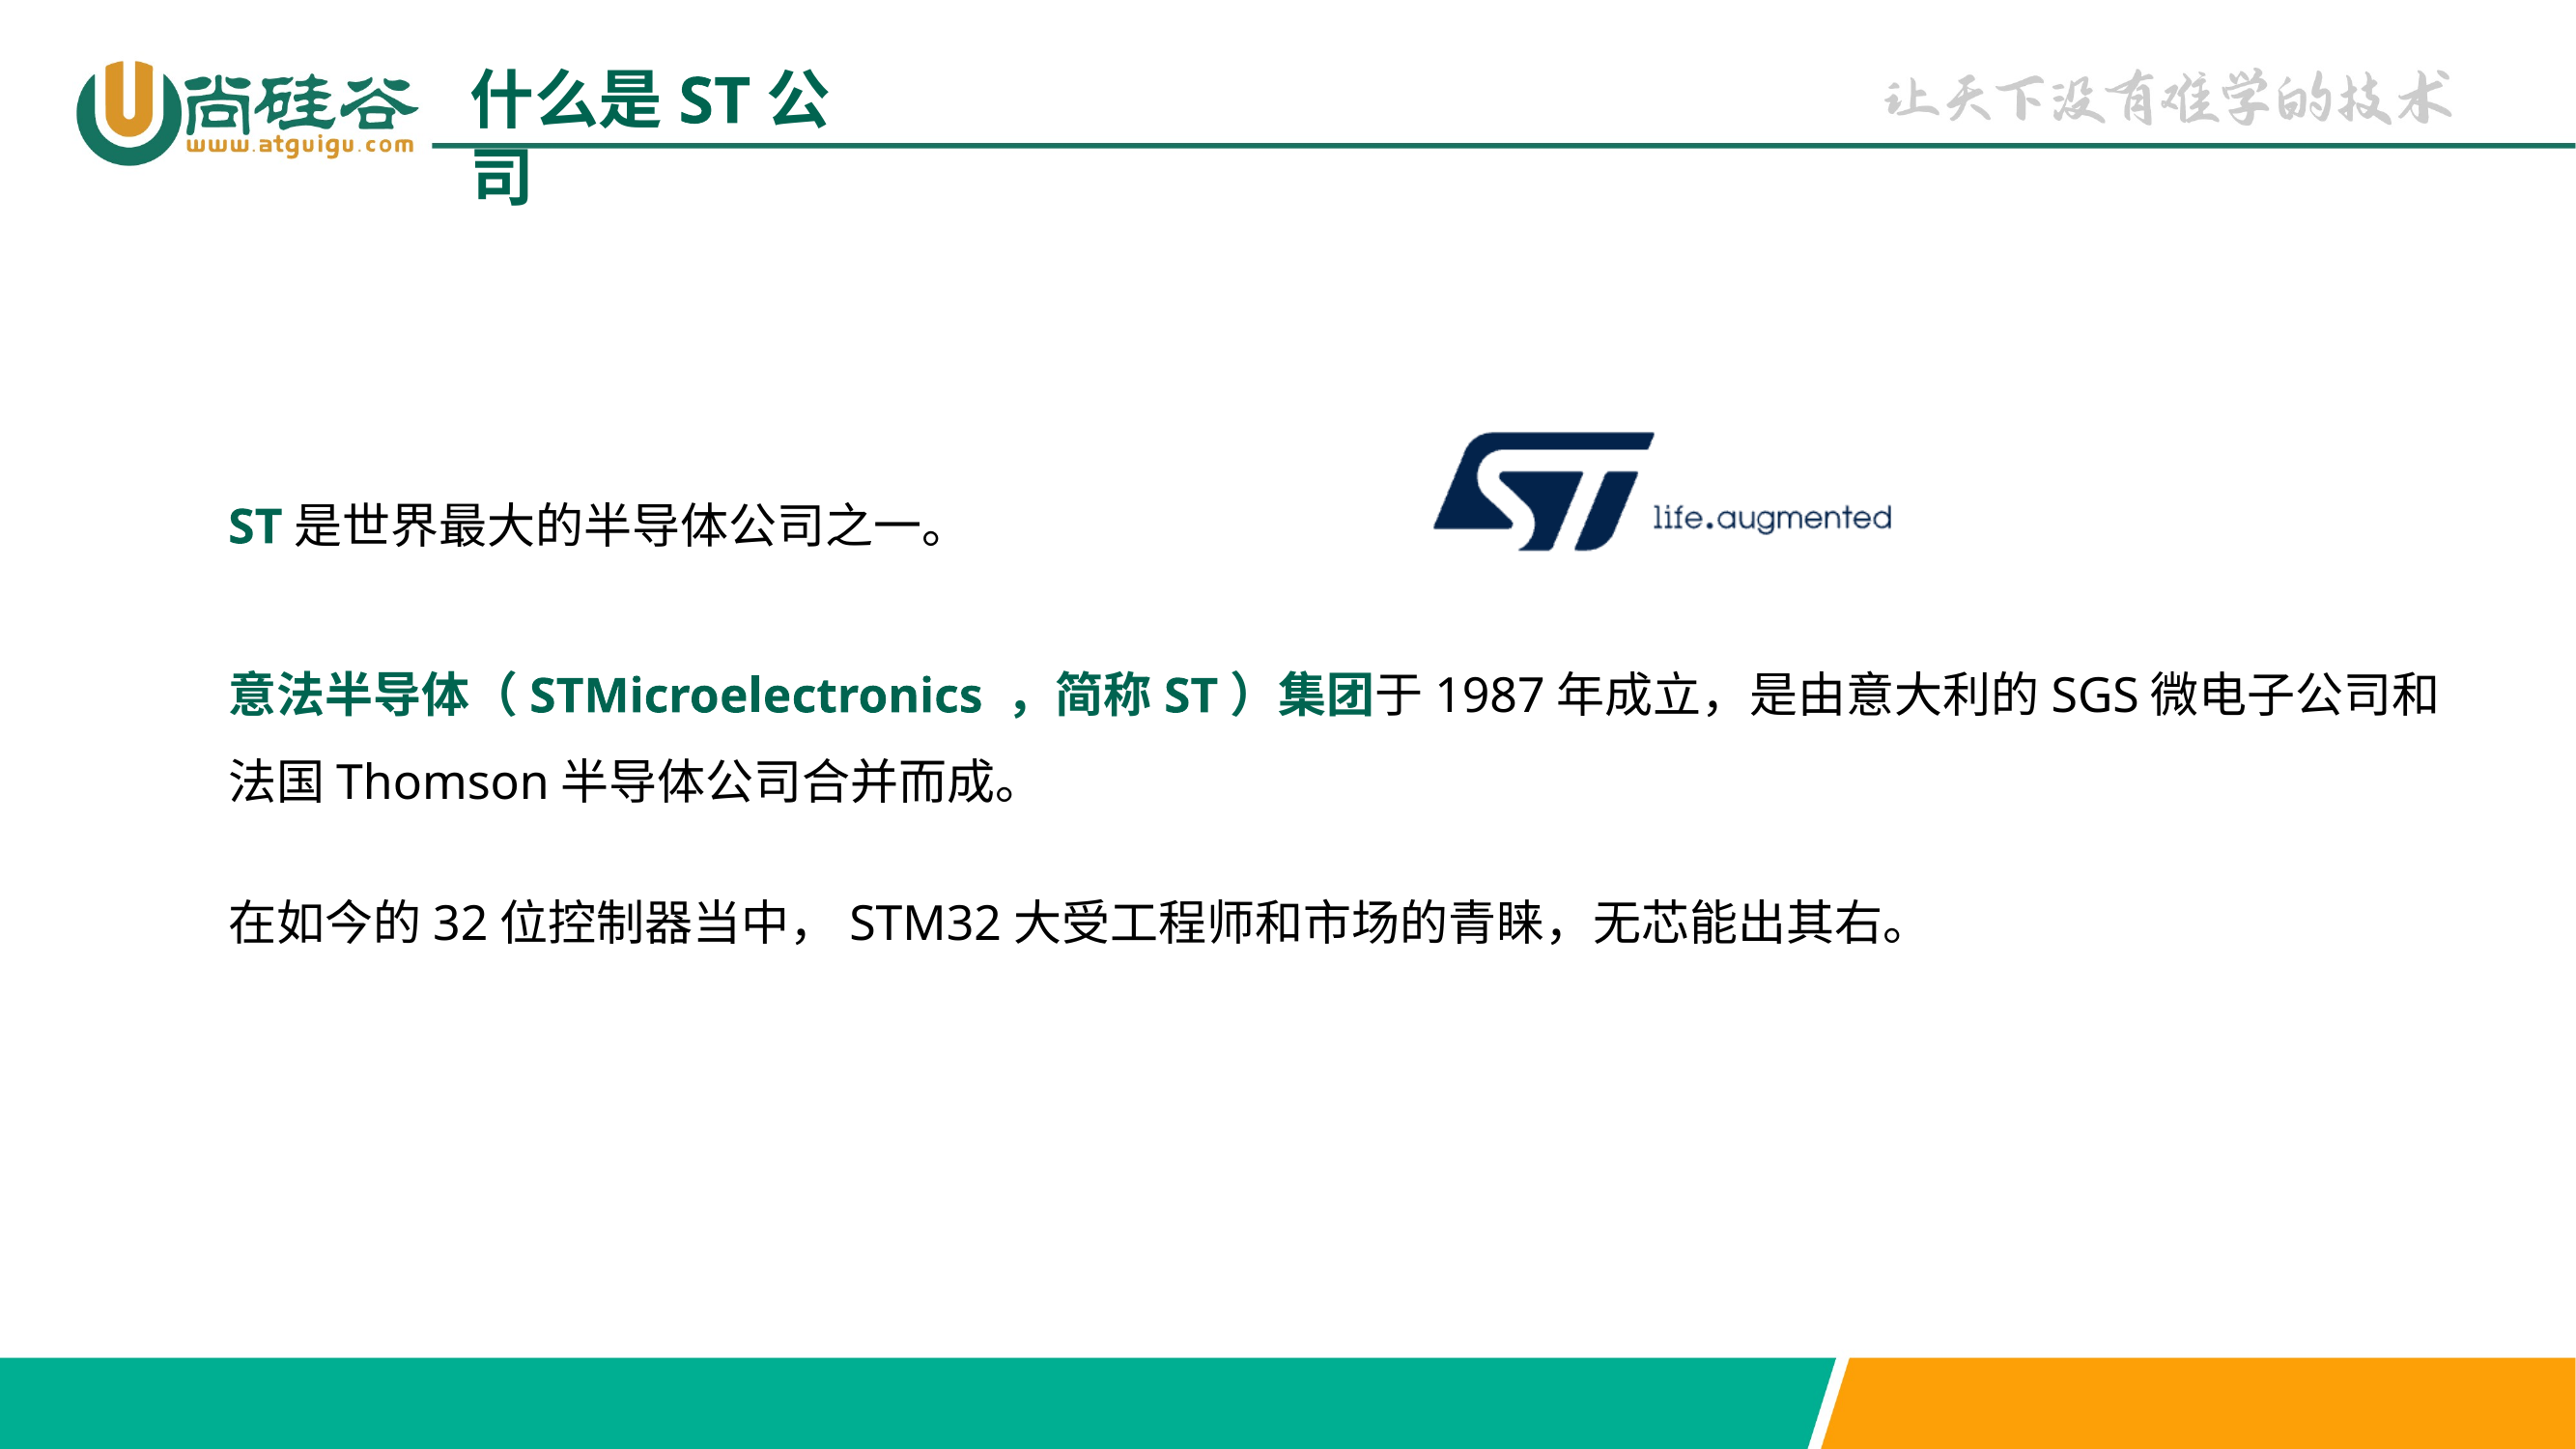 尚硅谷
www.atguigu.com
什么是 ST 公
司
让天下没有难学的技术
life.augmented
ST 是世界最大的半导体公司之一。
意法半导体（ STMicroelectronics ，简称 ST ）集团于 1987 年成立，是由意大利的 SGS 微电子公司和
法国 Thomson 半导体公司合并而成。
在如今的 32 位控制器当中， STM32 大受工程师和市场的青睐，无芯能出其右。